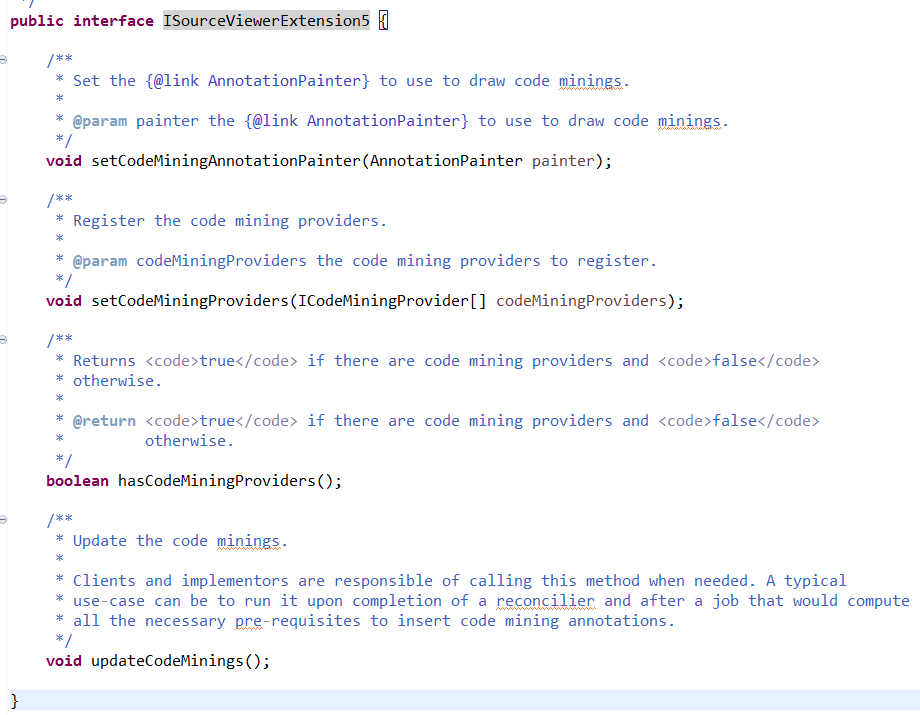 */
public interface ISourceViewerExtension5 {
/**
* Set the {@link AnnotationPainter} to use to draw code minings.
*
* @param painter the {@link AnnotationPainter} to use to draw code minings.
*/
void setCodeMiningAnnotationPainter(AnnotationPainter painter);
/**
* Register the code mining providers.
*
* @param codeMiningProviders the code mining providers to register.
*/
void setCodeMiningProviders(ICodeMiningProvider[] codeMiningProviders);
/**
* Returns <code>true</code> if there are code mining providers and <code>false</code>
* otherwise.
*
* @return <code>true</code> if there are code mining providers and <code>false</code>
* otherwise.
*/
boolean hasCodeMiningProviders();
/**
* Update the code minings.
*
* Clients and implementors are responsible of calling this method when needed. A typical
* use-case can be to run it upon completion of a reconcilier and after a job that would compute
* all the necessary pre-requisites to insert code mining annotations.
*/
void updateCodeMinings();
}